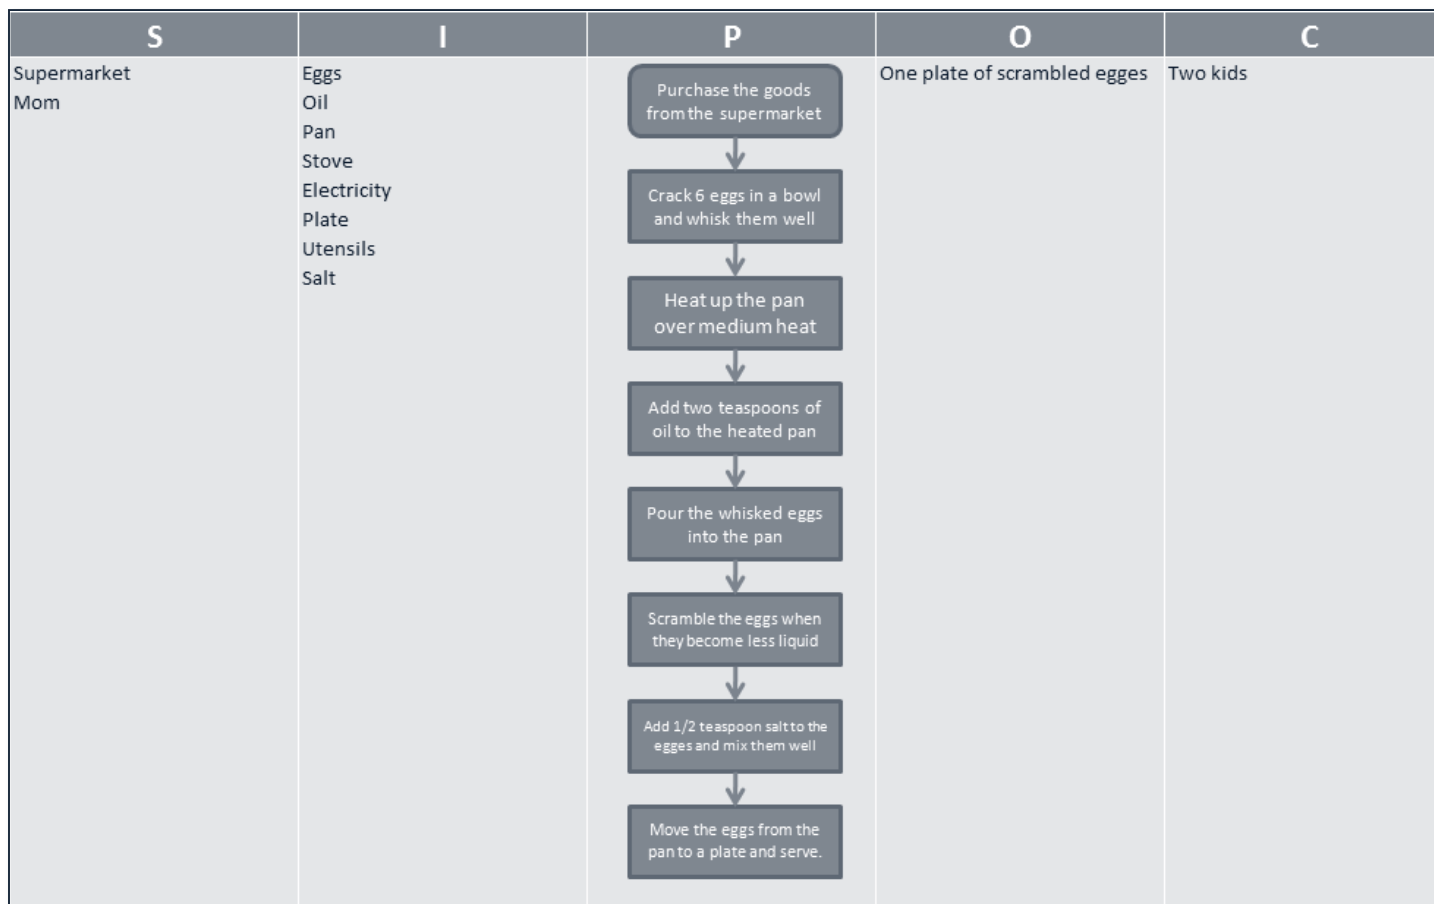 S
I
P
O
C
Supermarket
Mom
Eggs
Oil
Pan
Stove
Electricity
Plate
Utensils
Salt
Purchase the goods
from the supermarket
Crack 6 eggs in a bowl
and whisk them well
Heat up the pan
over medium heat
Add two teaspoons of
oil to the heated pan
Pour the whisked eggs
into the pan
Scramble the eggs when
they become less liquid
Add 1/2 teaspoon salt to the
egges and mix them well
Move the eggs from the
pan to a plate and serve.
One plate of scrambled egges
Two kids